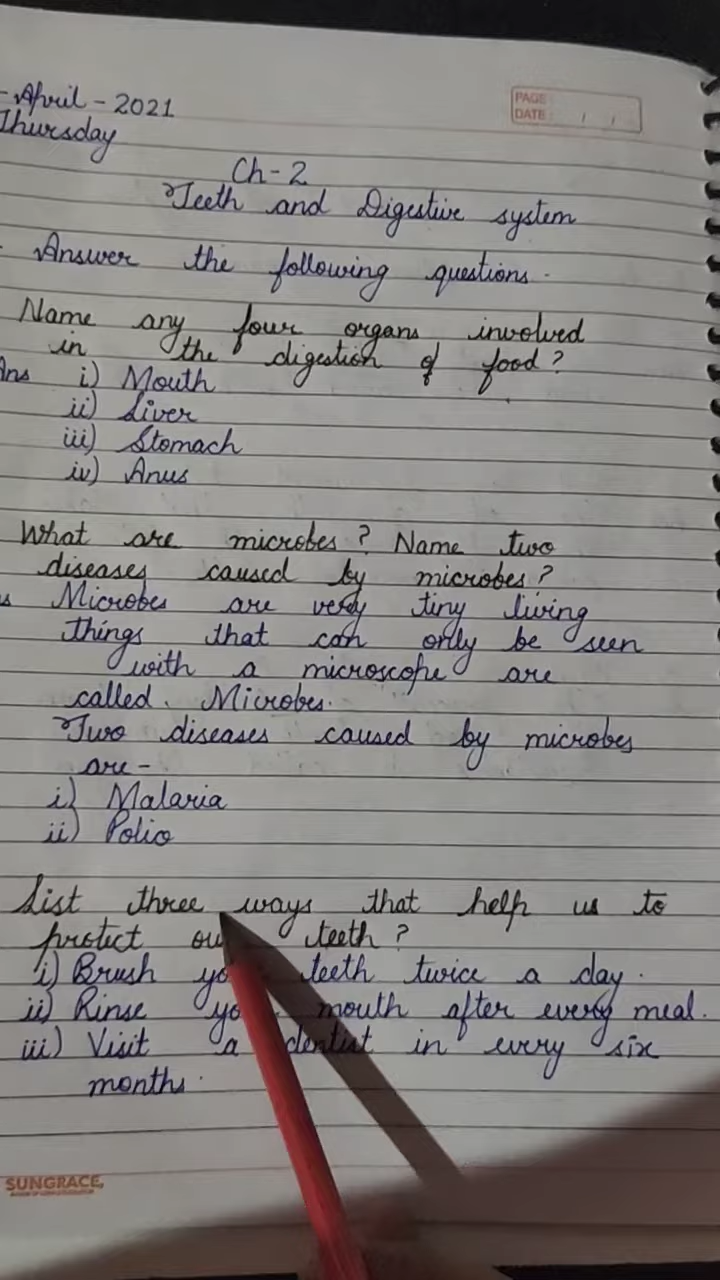 - April - 2021
Thursday
PAGE
DATE
Ch-2
Teeth and Digestive system
Answer the following questions.
Name any four organs involved
in the digestion of food?
Ans i) Mouth
ii) Liver
iii) Stomach
iv) Anus
What are microbes? Name two
diseases caused by microbes?
Microbes are very tiny living
things that can only be seen
with a microscope are
called. Microbes.
Two diseases caused by microbes
are -
i) Malaria
ii) Polio
List three ways that help us to
protect teeth?
i) Brush teeth twice a day.
ii) Rinse mouth after every meal.
iii) Visit a dentist in every six
months.
SUNGRACE